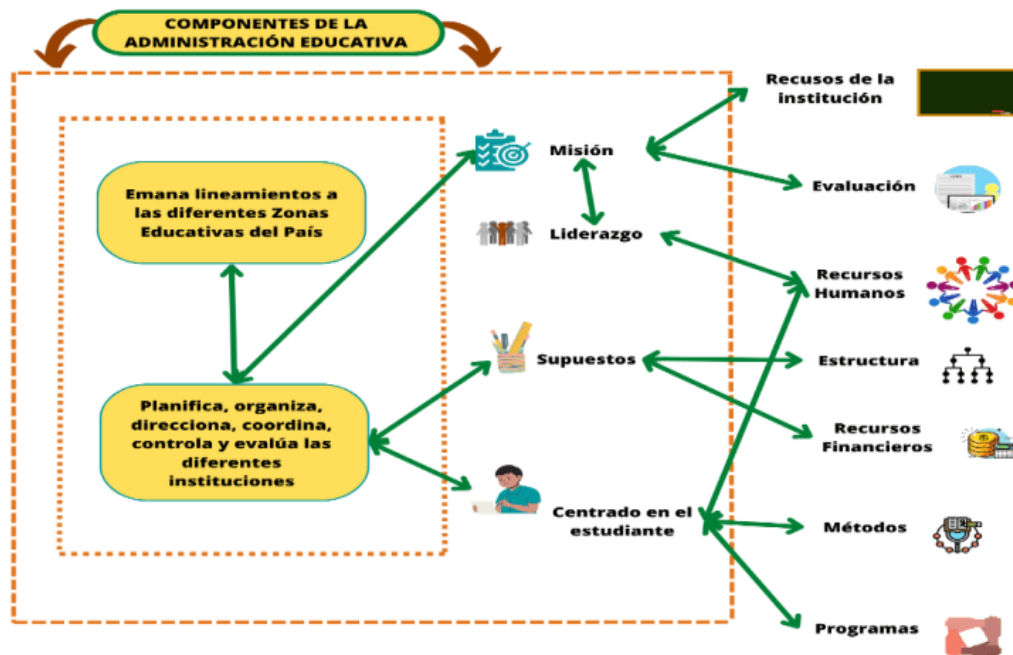 COMPONENTES DE LA
ADMINISTRACIÓN EDUCATIVA
Emana lineamientos a
las diferentes Zonas
Educativas del País
Planifica, organiza,
direcciona, coordina,
controla y evalúa las
diferentes
instituciones
Misión
Liderazgo
Supuestos
Centrado en el
estudiante
Recusos de la
institución
Evaluación
Recursos
Humanos
Estructura
Recursos
Financieros
Métodos
Programas